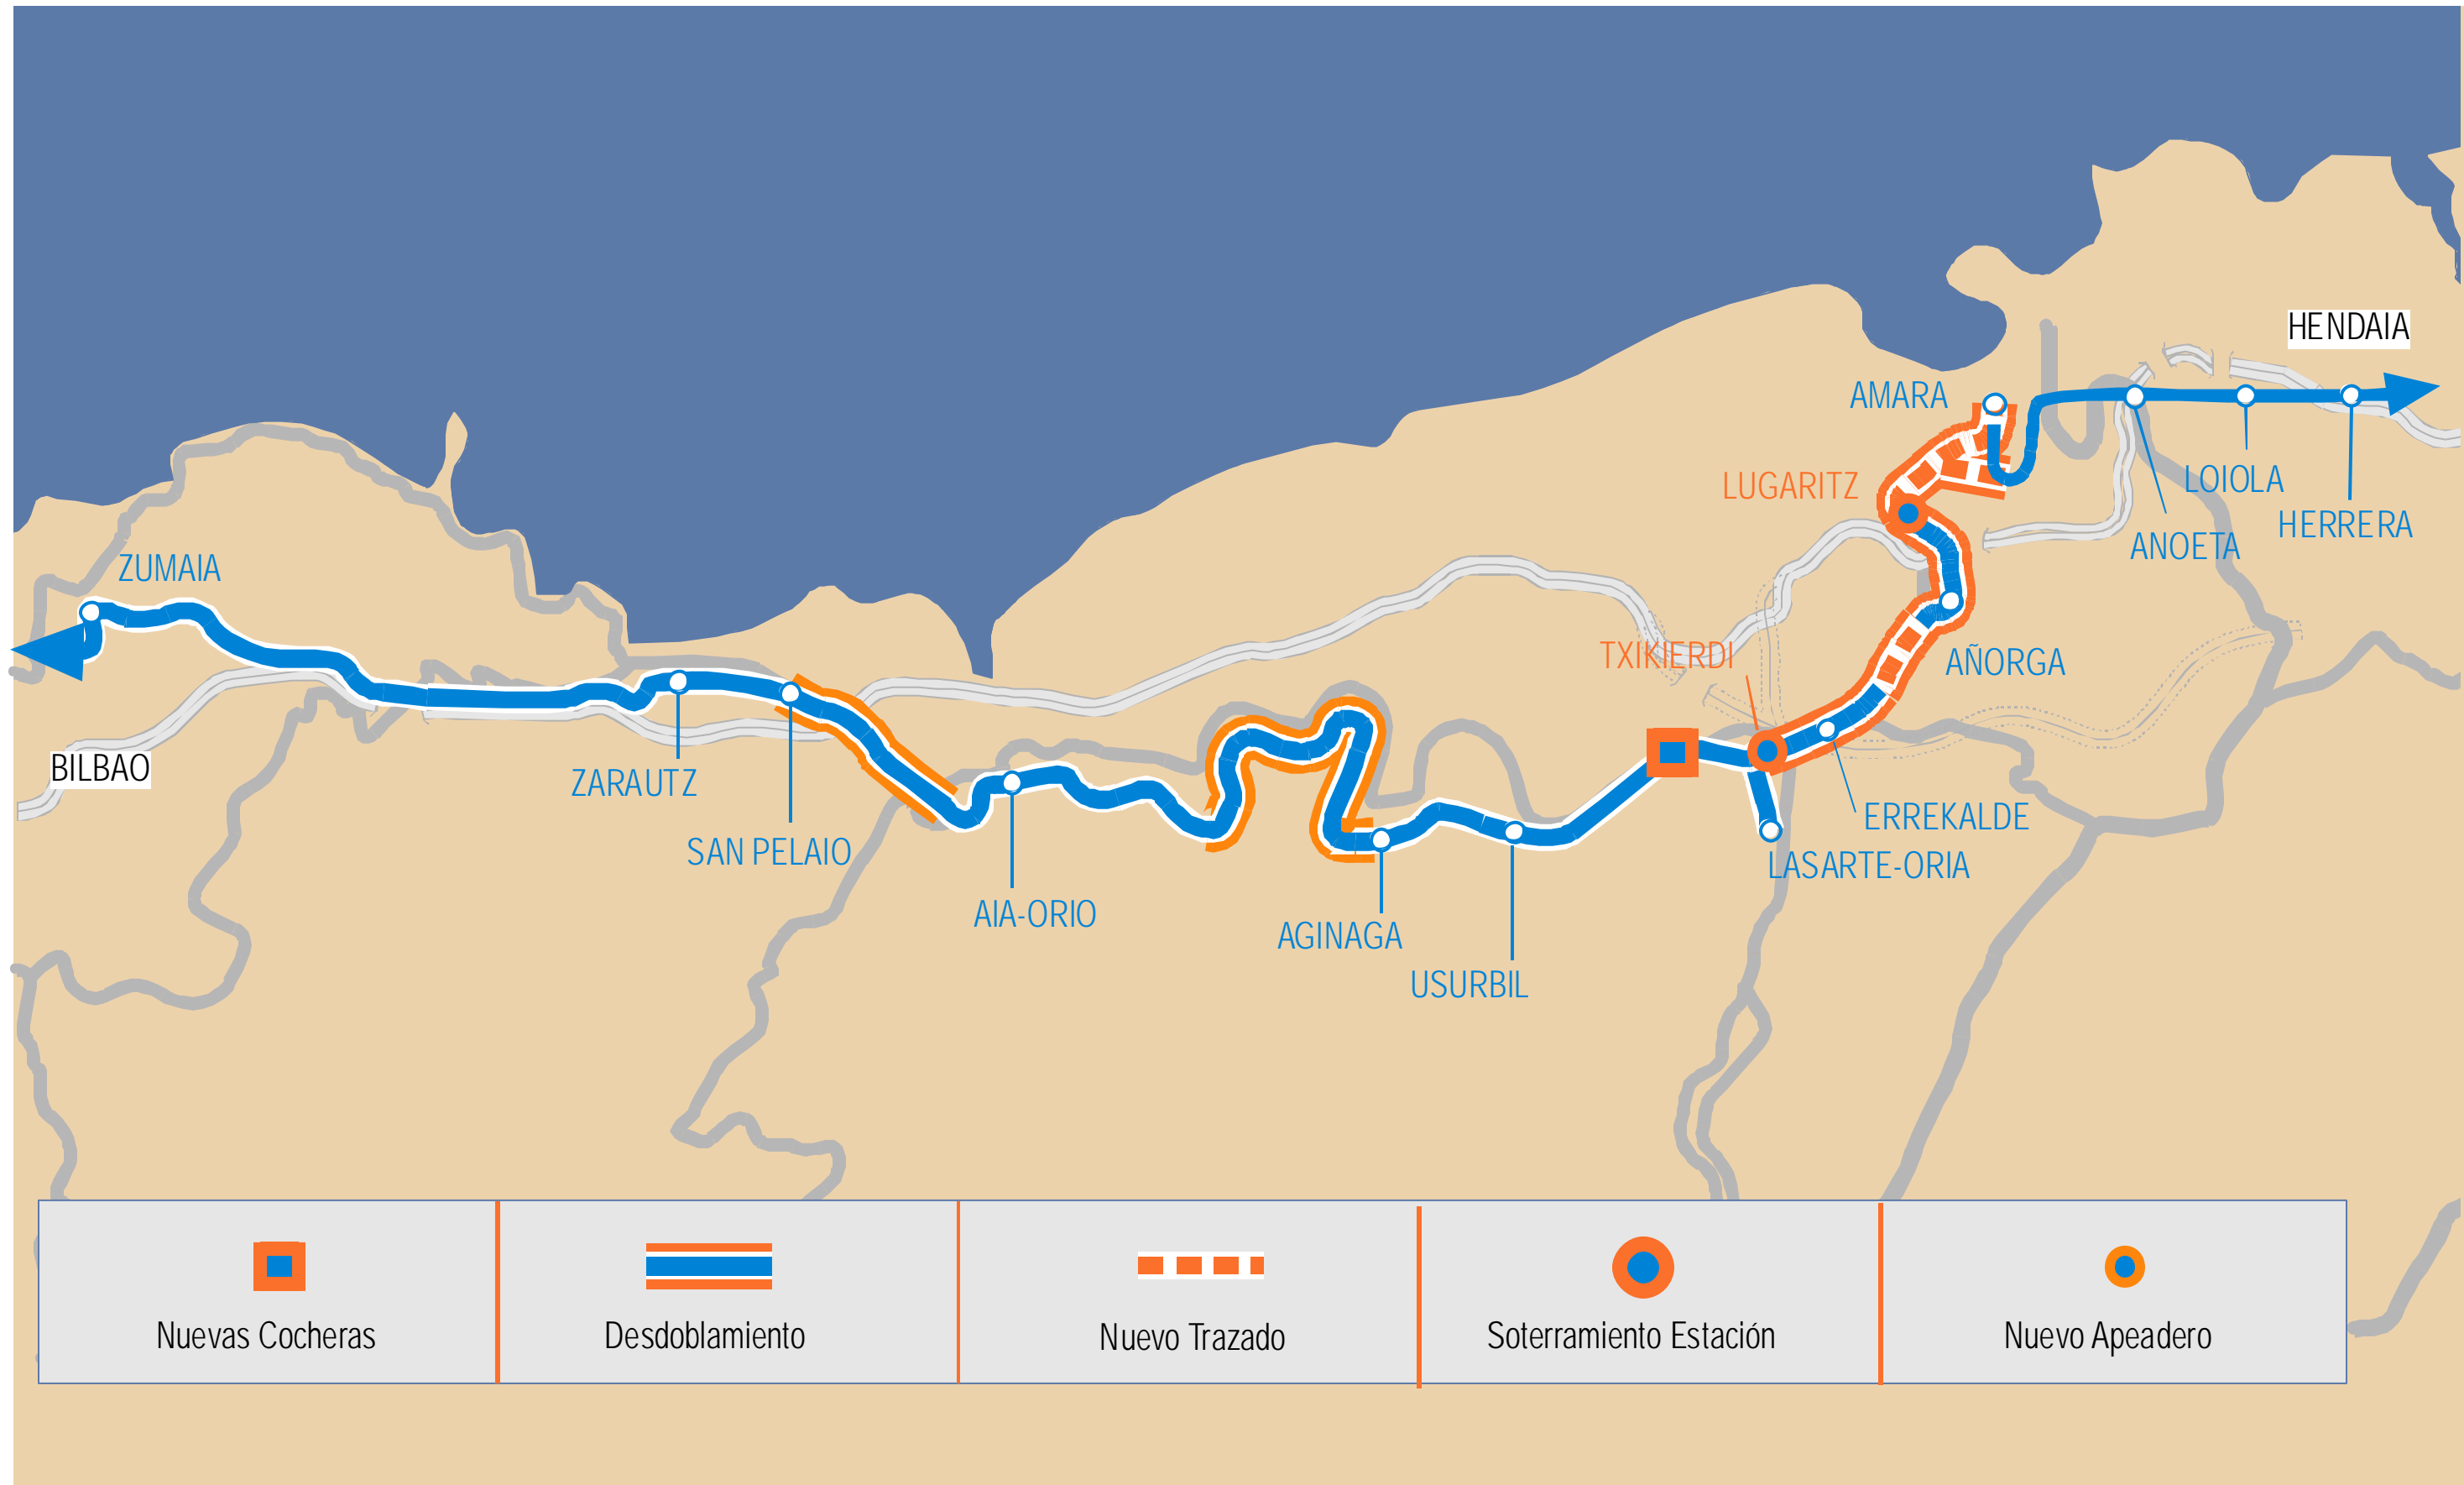 HENDAIA
AMARA
LUGARITZ
LOIOLA
HERRERA
ANOETA
ZUMAIA
TXIKIERDI
AÑORGA
BILBAO
ZARAUTZ
SAN PELAIO
ERREKALDE
LASARTE-ORIA
AIA-ORIO
AGINAGA
USURBIL
Nuevas Cocheras
Desdoblamiento
Nuevo Trazado
Soterramiento Estación
Nuevo Apeadero